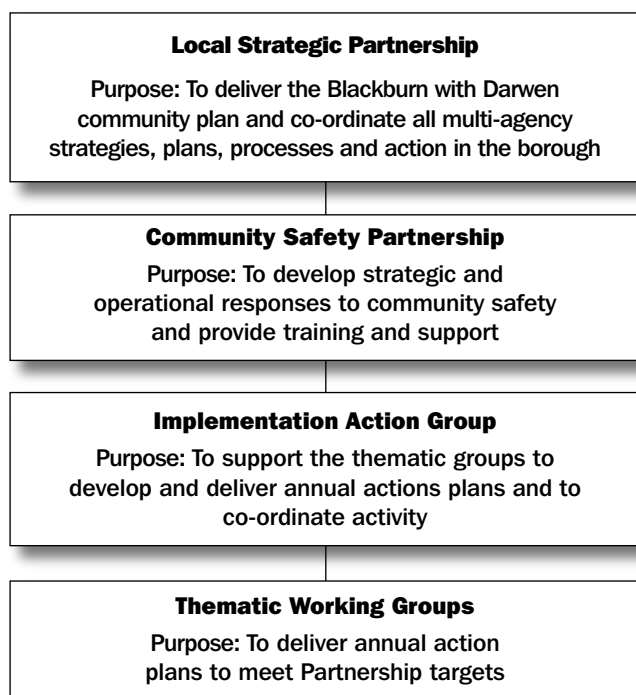 Local Strategic Partnership
Purpose: To deliver the Blackburn with Darwen
community plan and co-ordinate all multi-agency
strategies, plans, processes and action in the borough
Community Safety Partnership
Purpose: To develop strategic and
operational responses to community safety
and provide training and support
Implementation Action Group
Purpose: To support the thematic groups to
develop and deliver annual actions plans and to
co-ordinate activity
Thematic Working Groups
Purpose: To deliver annual action
plans to meet Partnership targets